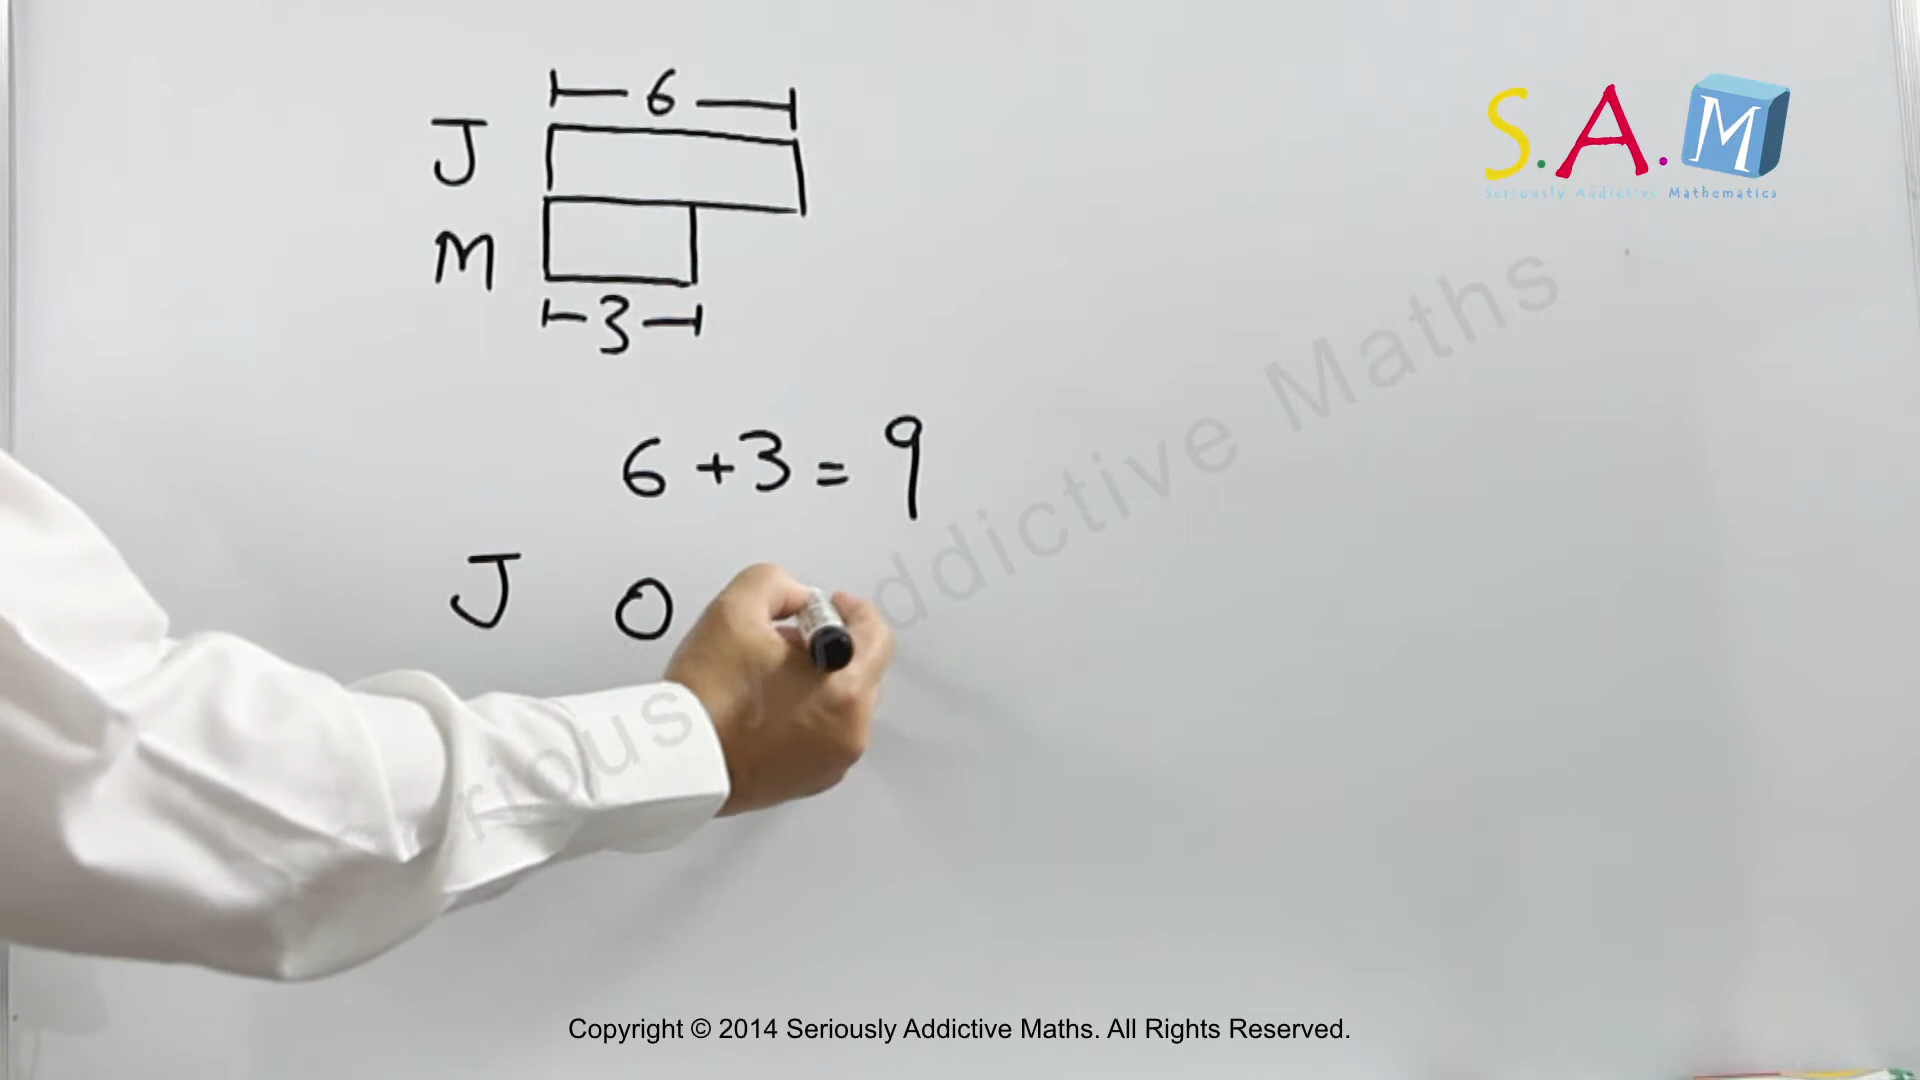 6
J
M
3
6 + 3 = 9
J O
S.A.M
Seriously Addictive Mathematics
Seriously Addictive Maths
Copyright © 2014 Seriously Addictive Maths. All Rights Reserved.